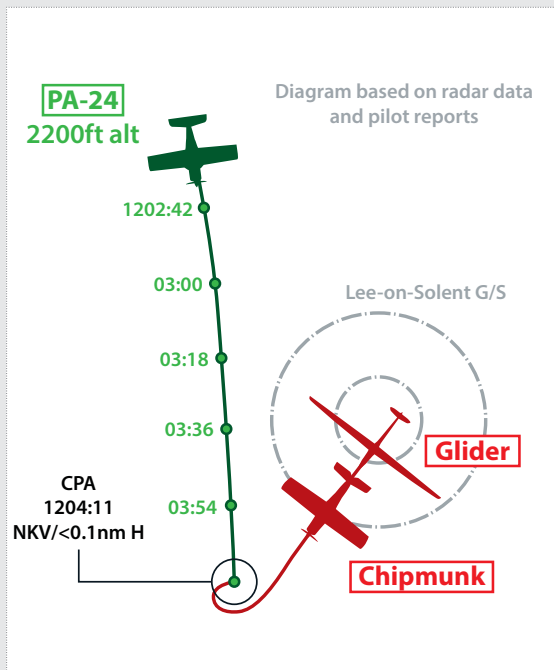 PA-24
2200ft alt
Diagram based on radar data
and pilot reports
1202:42
03:00
Lee-on-Solent G/S
03:18
03:36
Glider
CPA
1204:11
NKV/<0.1nm H
03:54
Chipmunk